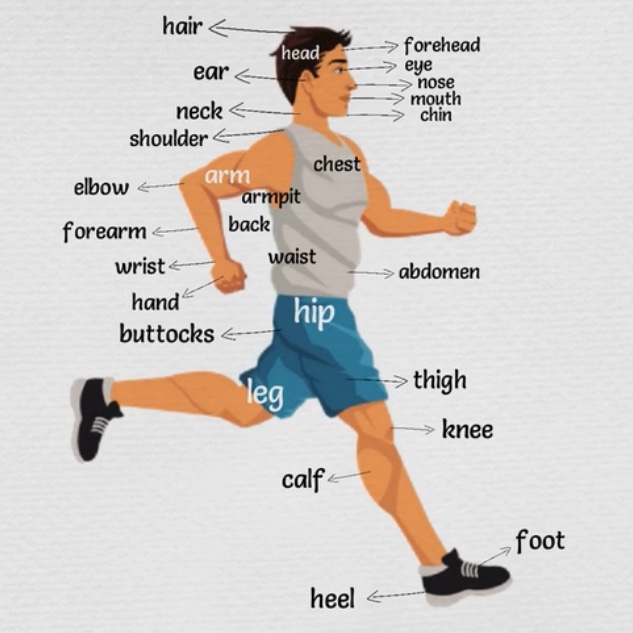 hair
head
forehead
ear
eye
nose
mouth
neck
chin
shoulder
chest
arm
elbow
armpit
back
forearm
waist
wrist
abdomen
hand
hip
buttocks
thigh
leg
knee
calf
foot
heel